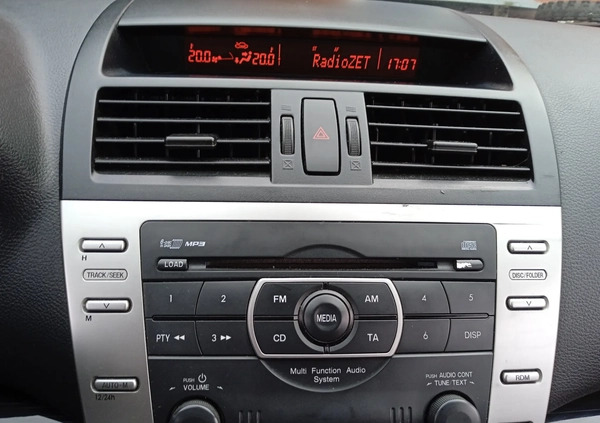 20.0 20.0 "RadioZET 17:07
MP3
LOAD
H
TRACK/SEEK
M
DISC/FOLDER
1 2 FM AM 4 5
MEDIA
PTY 3 CD TA 6 DISP
Multi Function Audio
System
AUTO-M
12/24H
PUSH
VOLUME
PUSH AUDIO CONT
TUNE/TEXT
RDM